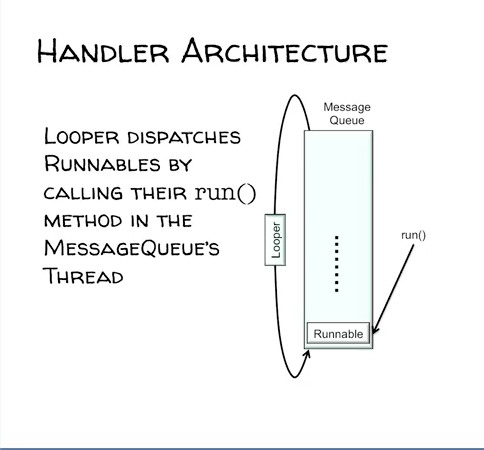 Handler Architecture
Looper dispatches
Runnables by
calling their run()
method in the
MessageQueue's
Thread
Message
Queue
Looper
run()
Runnable